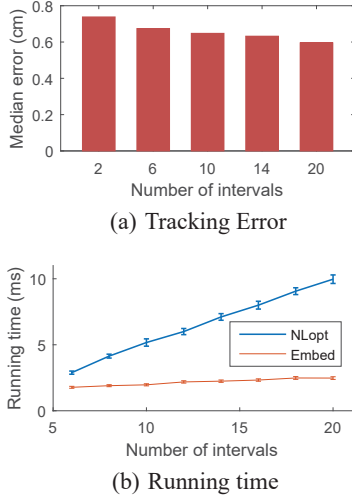 0.8
0.6
0.4
0.2
0
Median error (cm)
2 6 10 14 20
Number of intervals
(a) Tracking Error
10
5
0
Running time (ms)
NLopt
Embed
5 10 15 20
Number of intervals
(b) Running time